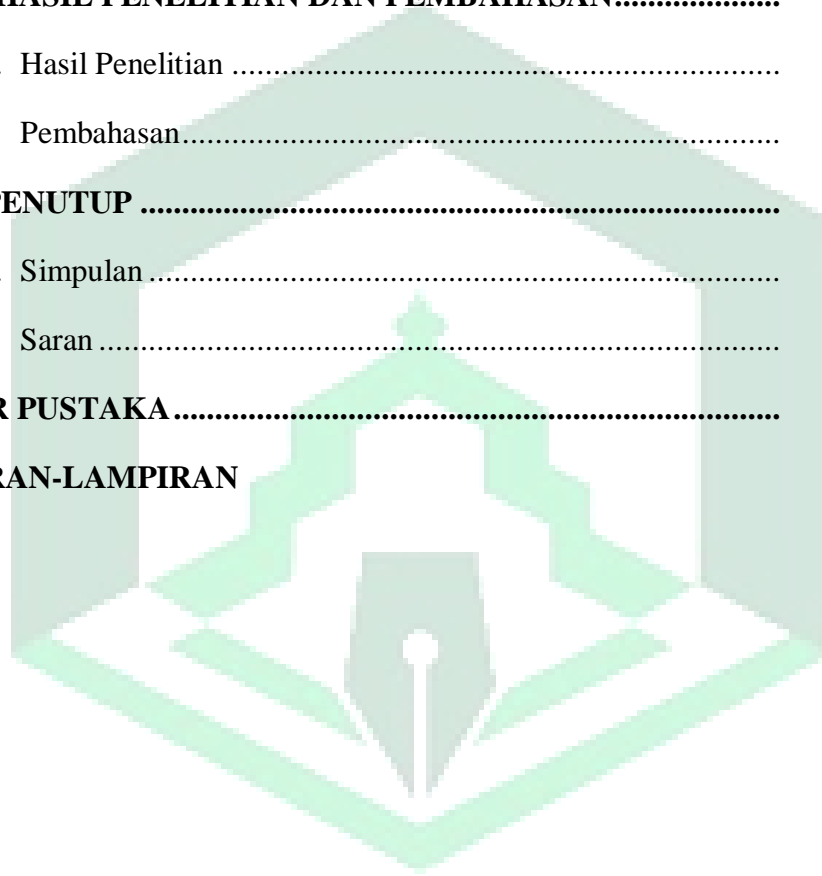 HASIL PENELITIAN DAN PEMBAHASAN....................
. Hasil Penelitian ....................................................................
Pembahasan..........................................................................
PENUTUP ..............................................................................
. Simpulan ..............................................................................
Saran ....................................................................................
R PUSTAKA..........................................................................
RAN-LAMPIRAN